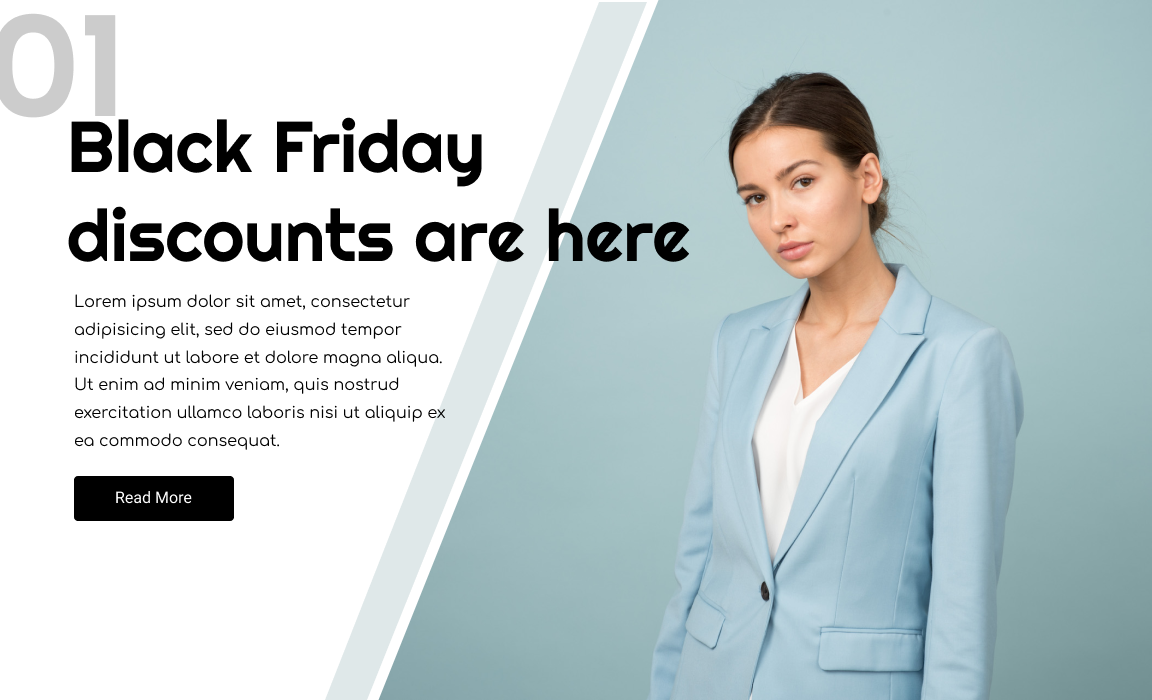 01
Black Friday
discounts are here
Lorem ipsum dolor sit amet, consectetur
adipisicing elit, sed do eiusmod tempor
incididunt ut labore et dolore magna aliqua.
Ut enim ad minim veniam, quis nostrud
exercitation ullamco laboris nisi ut aliquip ex
ea commodo consequat.
Read More